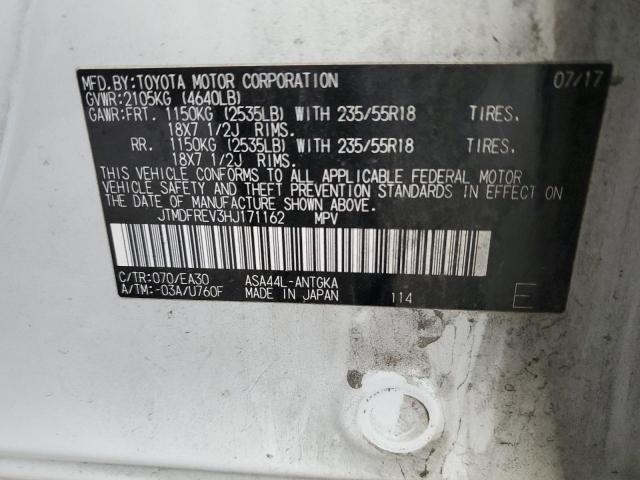 MFD.BY:TOYOTA MOTOR CORPORATION 07/17
GVWR:2105KG (4640LB)
GAWR:FRT. 1150KG (2535LB) WITH 235/55R18 TIRES.
18X7 1/2J RIMS.
RR. 1150KG (2535LB) WITH 235/55R18 TIRES.
18X7 1/2J RIMS.
THIS VEHICLE CONFORMS TO ALL APPLICABLE FEDERAL MOTOR
VEHICLE SAFETY AND THEFT PREVENTION STANDARDS IN EFFECT ON
THE DATE OF MANUFACTURE SHOWN ABOVE.
JTMDFREV3HJ171162 MPV
C/TR:070/EA30 ASA44L-ANTGKA
A/TM:-03A/U760F MADE IN JAPAN 114 E